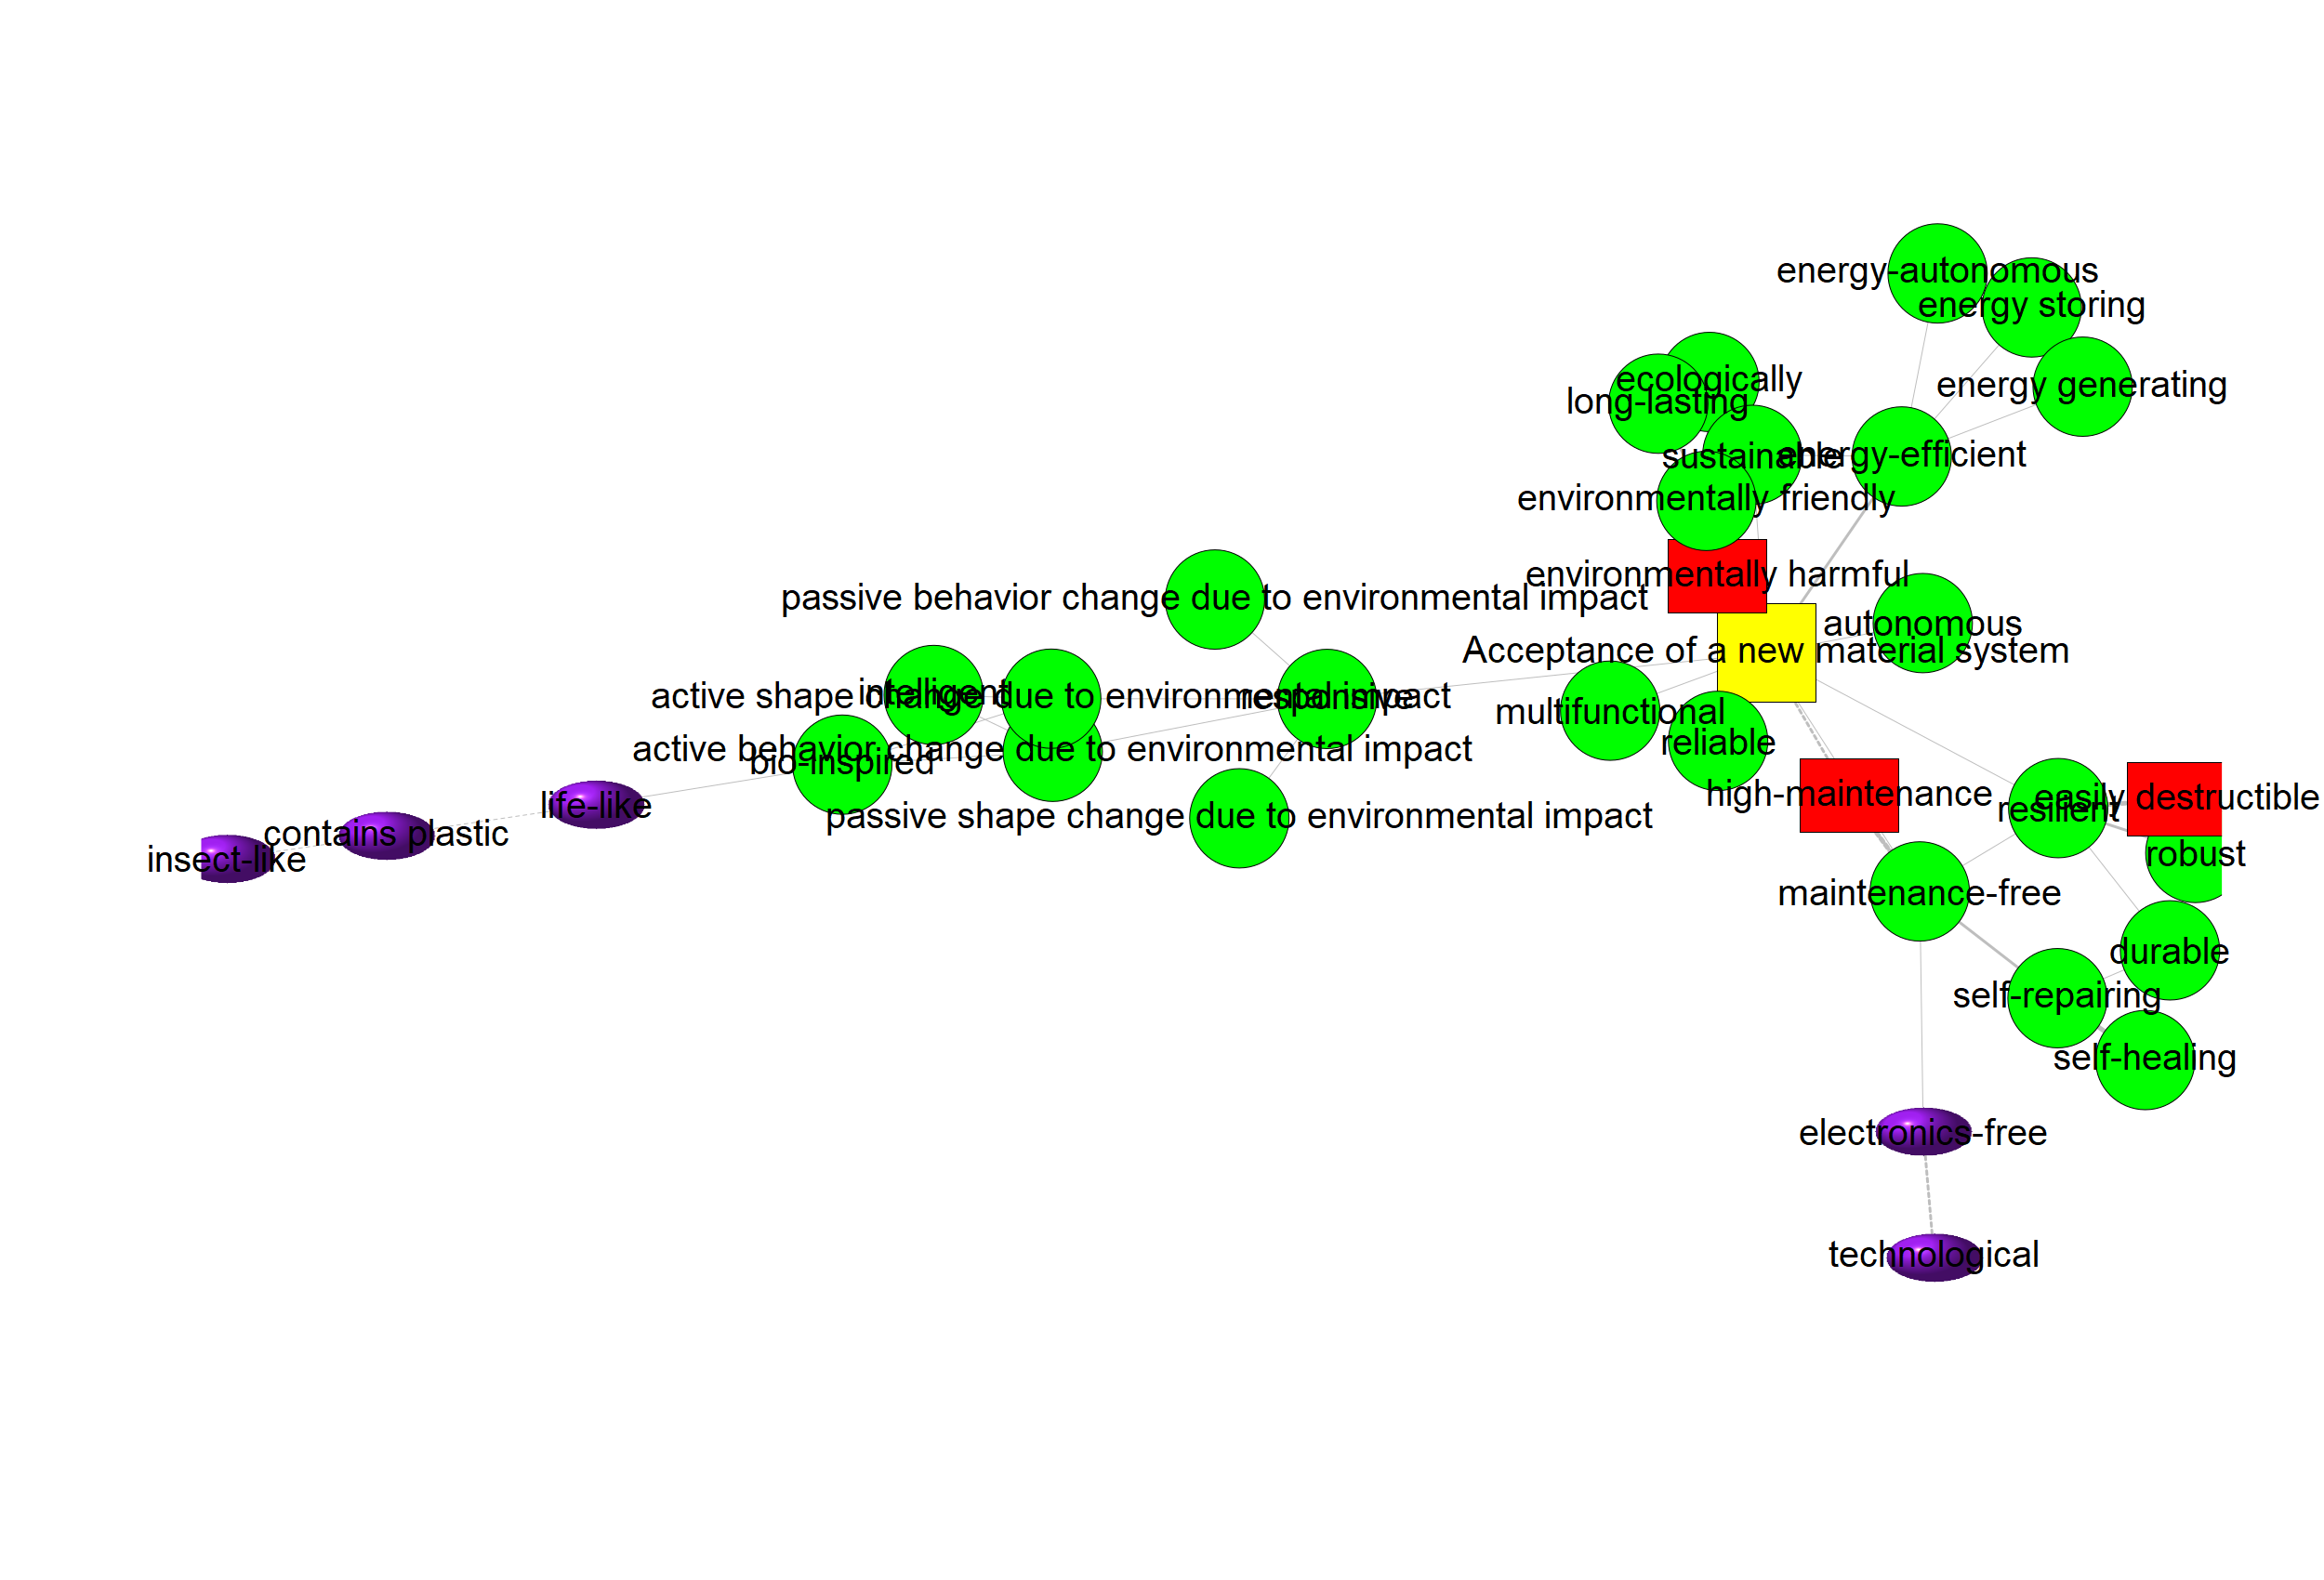 energy-autonomous
energy storing
ecologically
energy generating
long-lasting
sustainable
energy-efficient
environmentally friendly
environmentally harmful
passive behavior change due to environmental impact
autonomous
Acceptance of a new material system
intelligent
active shape change due to environmental impact
responsive
multifunctional
reliable
active behavior change due to environmental impact
bio-inspired
high-maintenance
easily destructible
life-like
resilient
passive shape change due to environmental impact
contains plastic
robust
insect-like
maintenance-free
durable
self-repairing
self-healing
electronics-free
technological